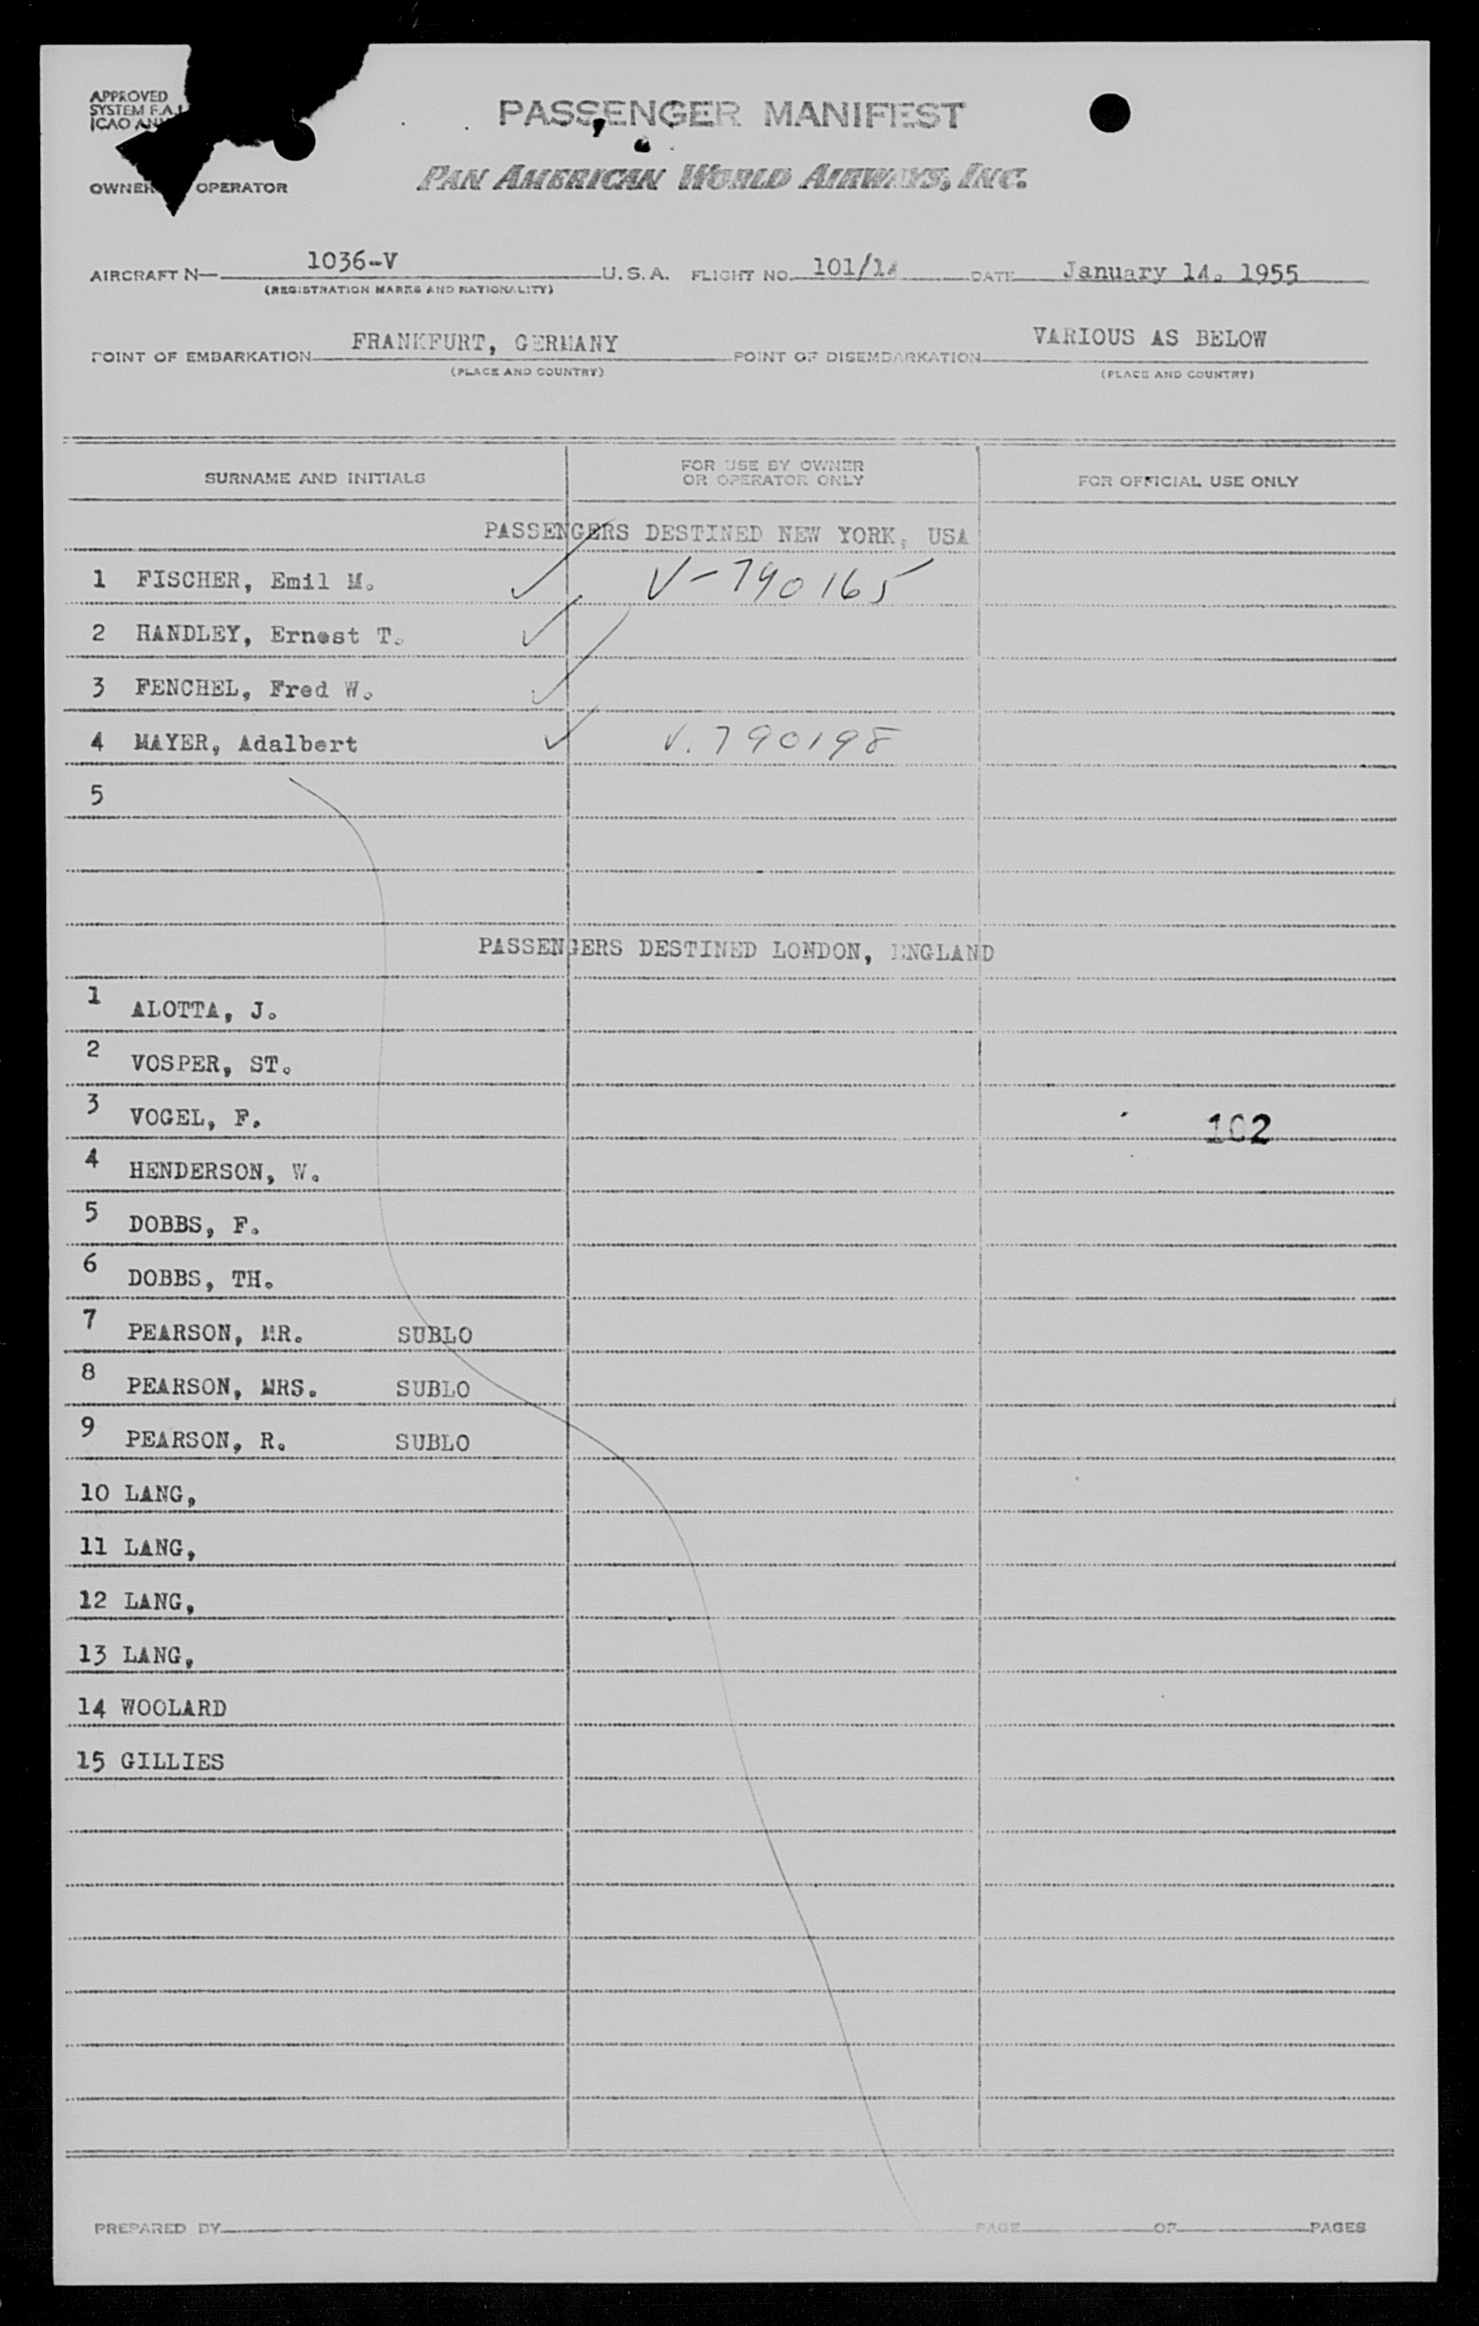 APPROVED
SYSTEM F.A.L
ICAO
PASSENGER MANIFEST
OWNER OPERATOR
PAN AMERICAN WORLD AIRWAYS, INC.
AIRCRAFT N— 1036-V U.S.A. FLIGHT NO. 101/14 DATE January 14. 1955
(REGISTRATION MARKS AND NATIONALITY)
POINT OF EMBARKATION FRANKFURT, GERMANY POINT OF DISEMBARKATION VARIOUS AS BELOW
(PLACE AND COUNTRY) (PLACE AND COUNTRY)
SURNAME AND INITIALS FOR USE BY OWNER OR OPERATOR ONLY FOR OFFICIAL USE ONLY
PASSENGERS DESTINED NEW YORK, USA
1 FISCHER, Emil M. V-790165
2 HANDLEY, Ernest T.
3 FENCHEL, Fred W.
4 MAYER, Adalbert V.790198
5
PASSENGERS DESTINED LONDON, ENGLAND
1 ALOTTA, J.
2 VOSPER, ST.
3 VOGEL, F. 102
4 HENDERSON, W.
5 DOBBS, F.
6 DOBBS, TH.
7 PEARSON, MR. SUBLO
8 PEARSON, MRS. SUBLO
9 PEARSON, R. SUBLO
10 LANG,
11 LANG,
12 LANG,
13 LANG,
14 WOOLARD
15 GILLIES
PREPARED BY PAGE OF PAGES